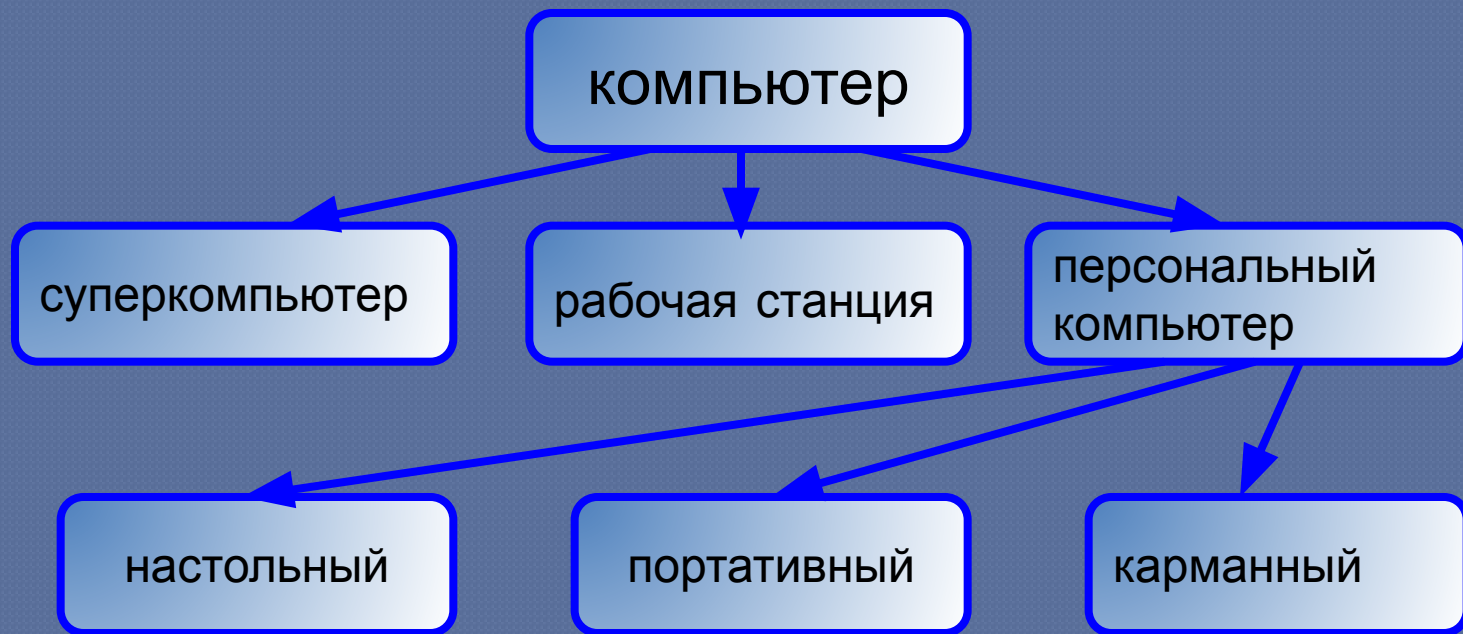 компьютер
суперкомпьютер
рабочая станция
персональный
компьютер
настольный
портативный
карманный